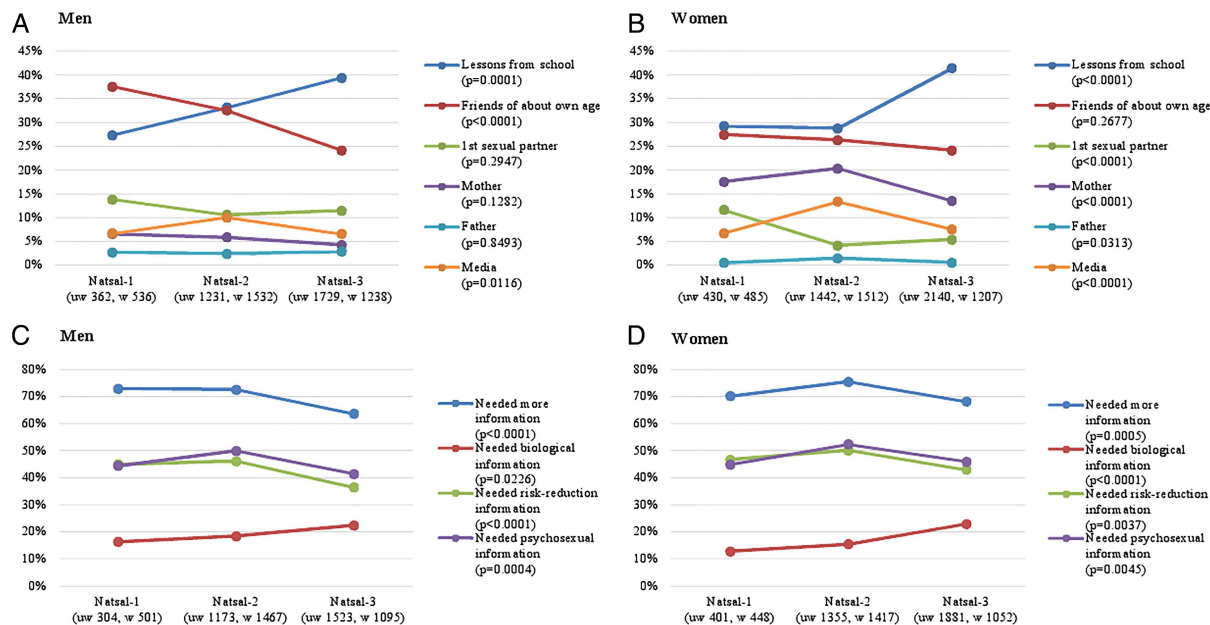 A
Men
45%
40%
35%
30%
25%
20%
15%
10%
5%
0%
Natsal-1
(uw 362, w 536)
Natsal-2
(uw 1231, w 1532)
Natsal-3
(uw 1729, w 1238)
Lessons from school
(p=0.0001)
Friends of about own age
(p<0.0001)
1st sexual partner
(p=0.2947)
Mother
(p=0.1282)
Father
(p=0.8493)
Media
(p=0.0116)
B
Women
45%
40%
35%
30%
25%
20%
15%
10%
5%
0%
Natsal-1
(uw 430, w 485)
Natsal-2
(uw 1442, w 1512)
Natsal-3
(uw 2140, w 1207)
Lessons from school
(p<0.0001)
Friends of about own age
(p=0.2677)
1st sexual partner
(p<0.0001)
Mother
(p<0.0001)
Father
(p=0.0313)
Media
(p<0.0001)
C
Men
80%
70%
60%
50%
40%
30%
20%
10%
0%
Natsal-1
(uw 304, w 501)
Natsal-2
(uw 1173, w 1467)
Natsal-3
(uw 1523, w 1095)
Needed more
information
(p<0.0001)
Needed biological
information
(p=0.0226)
Needed risk-reduction
information
(p<0.0001)
Needed psychosexual
information
(p=0.0004)
D
Women
80%
70%
60%
50%
40%
30%
20%
10%
0%
Natsal-1
(uw 401, w 448)
Natsal-2
(uw 1355, w 1417)
Natsal-3
(uw 1881, w 1052)
Needed more
information
(p=0.0005)
Needed biological
information
(p<0.0001)
Needed risk-reduction
information
(p=0.0037)
Needed psychosexual
information
(p=0.0045)